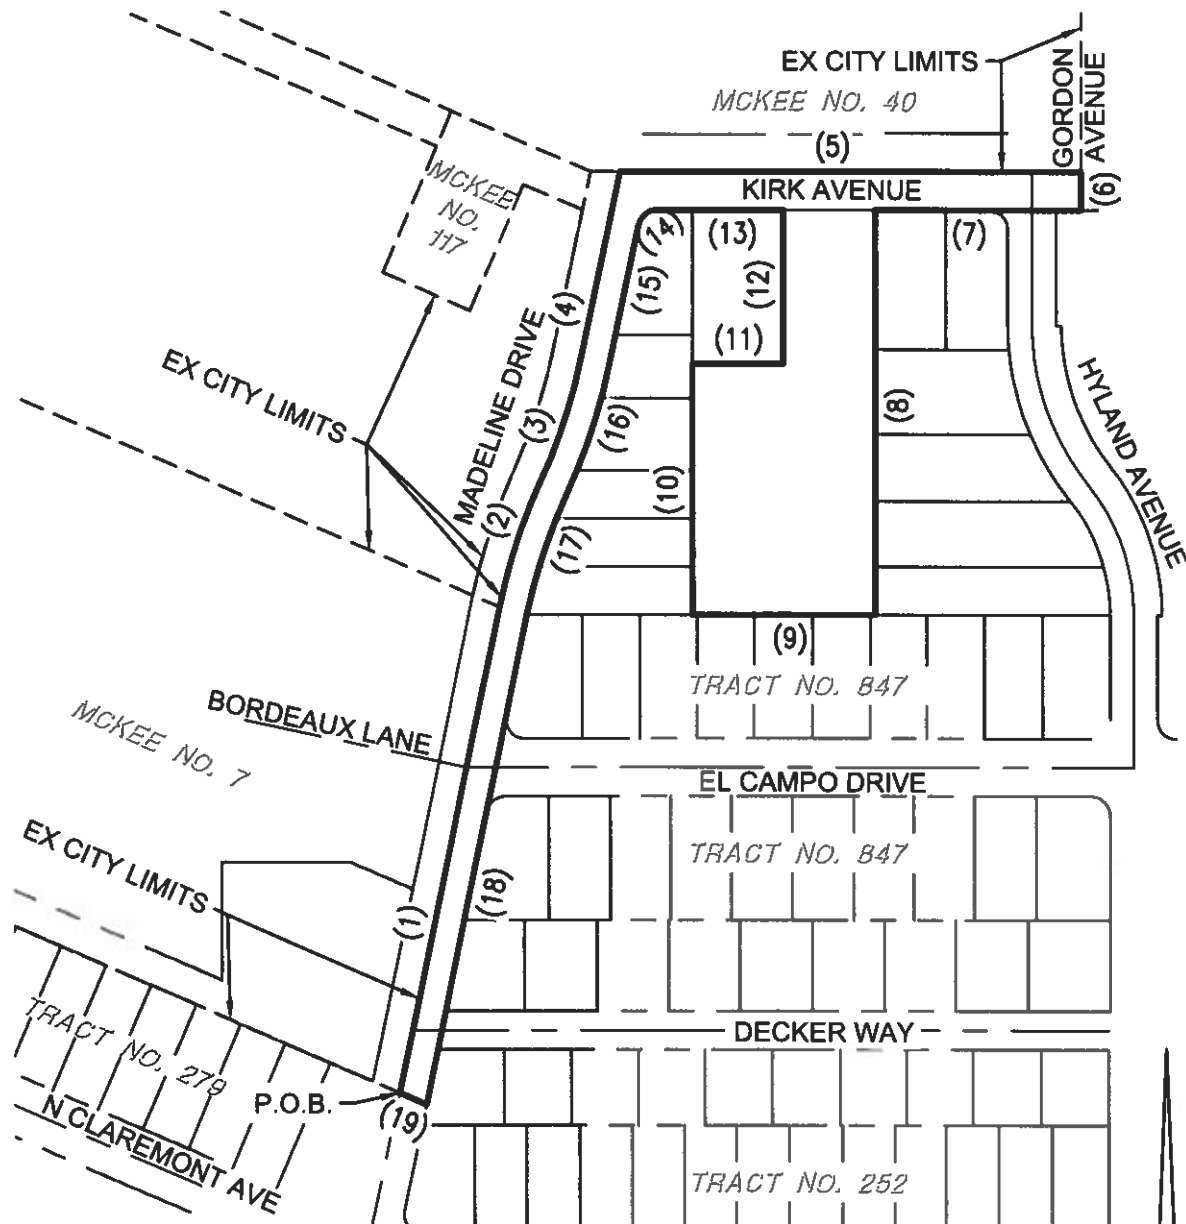 EX CITY LIMITS
GORDON
AVENUE
MCKEE NO. 40
(5)
MCKEE
NO.
117
KIRK AVENUE
(6)
(14)
(13)
(7)
(15)
(12)
(4)
(11)
EX CITY LIMITS
MADELINE DRIVE
HYLAND AVENUE
(3)
(16)
(8)
(10)
(2)
(17)
(9)
TRACT NO. 847
BORDEAUX LANE
MCKEE NO. 7
EL CAMPO DRIVE
EX CITY LIMITS
TRACT NO. 847
(18)
(1)
TRACT NO. 279
DECKER WAY
P.O.B.
(19)
N CLAREMONT AVE
TRACT NO. 252